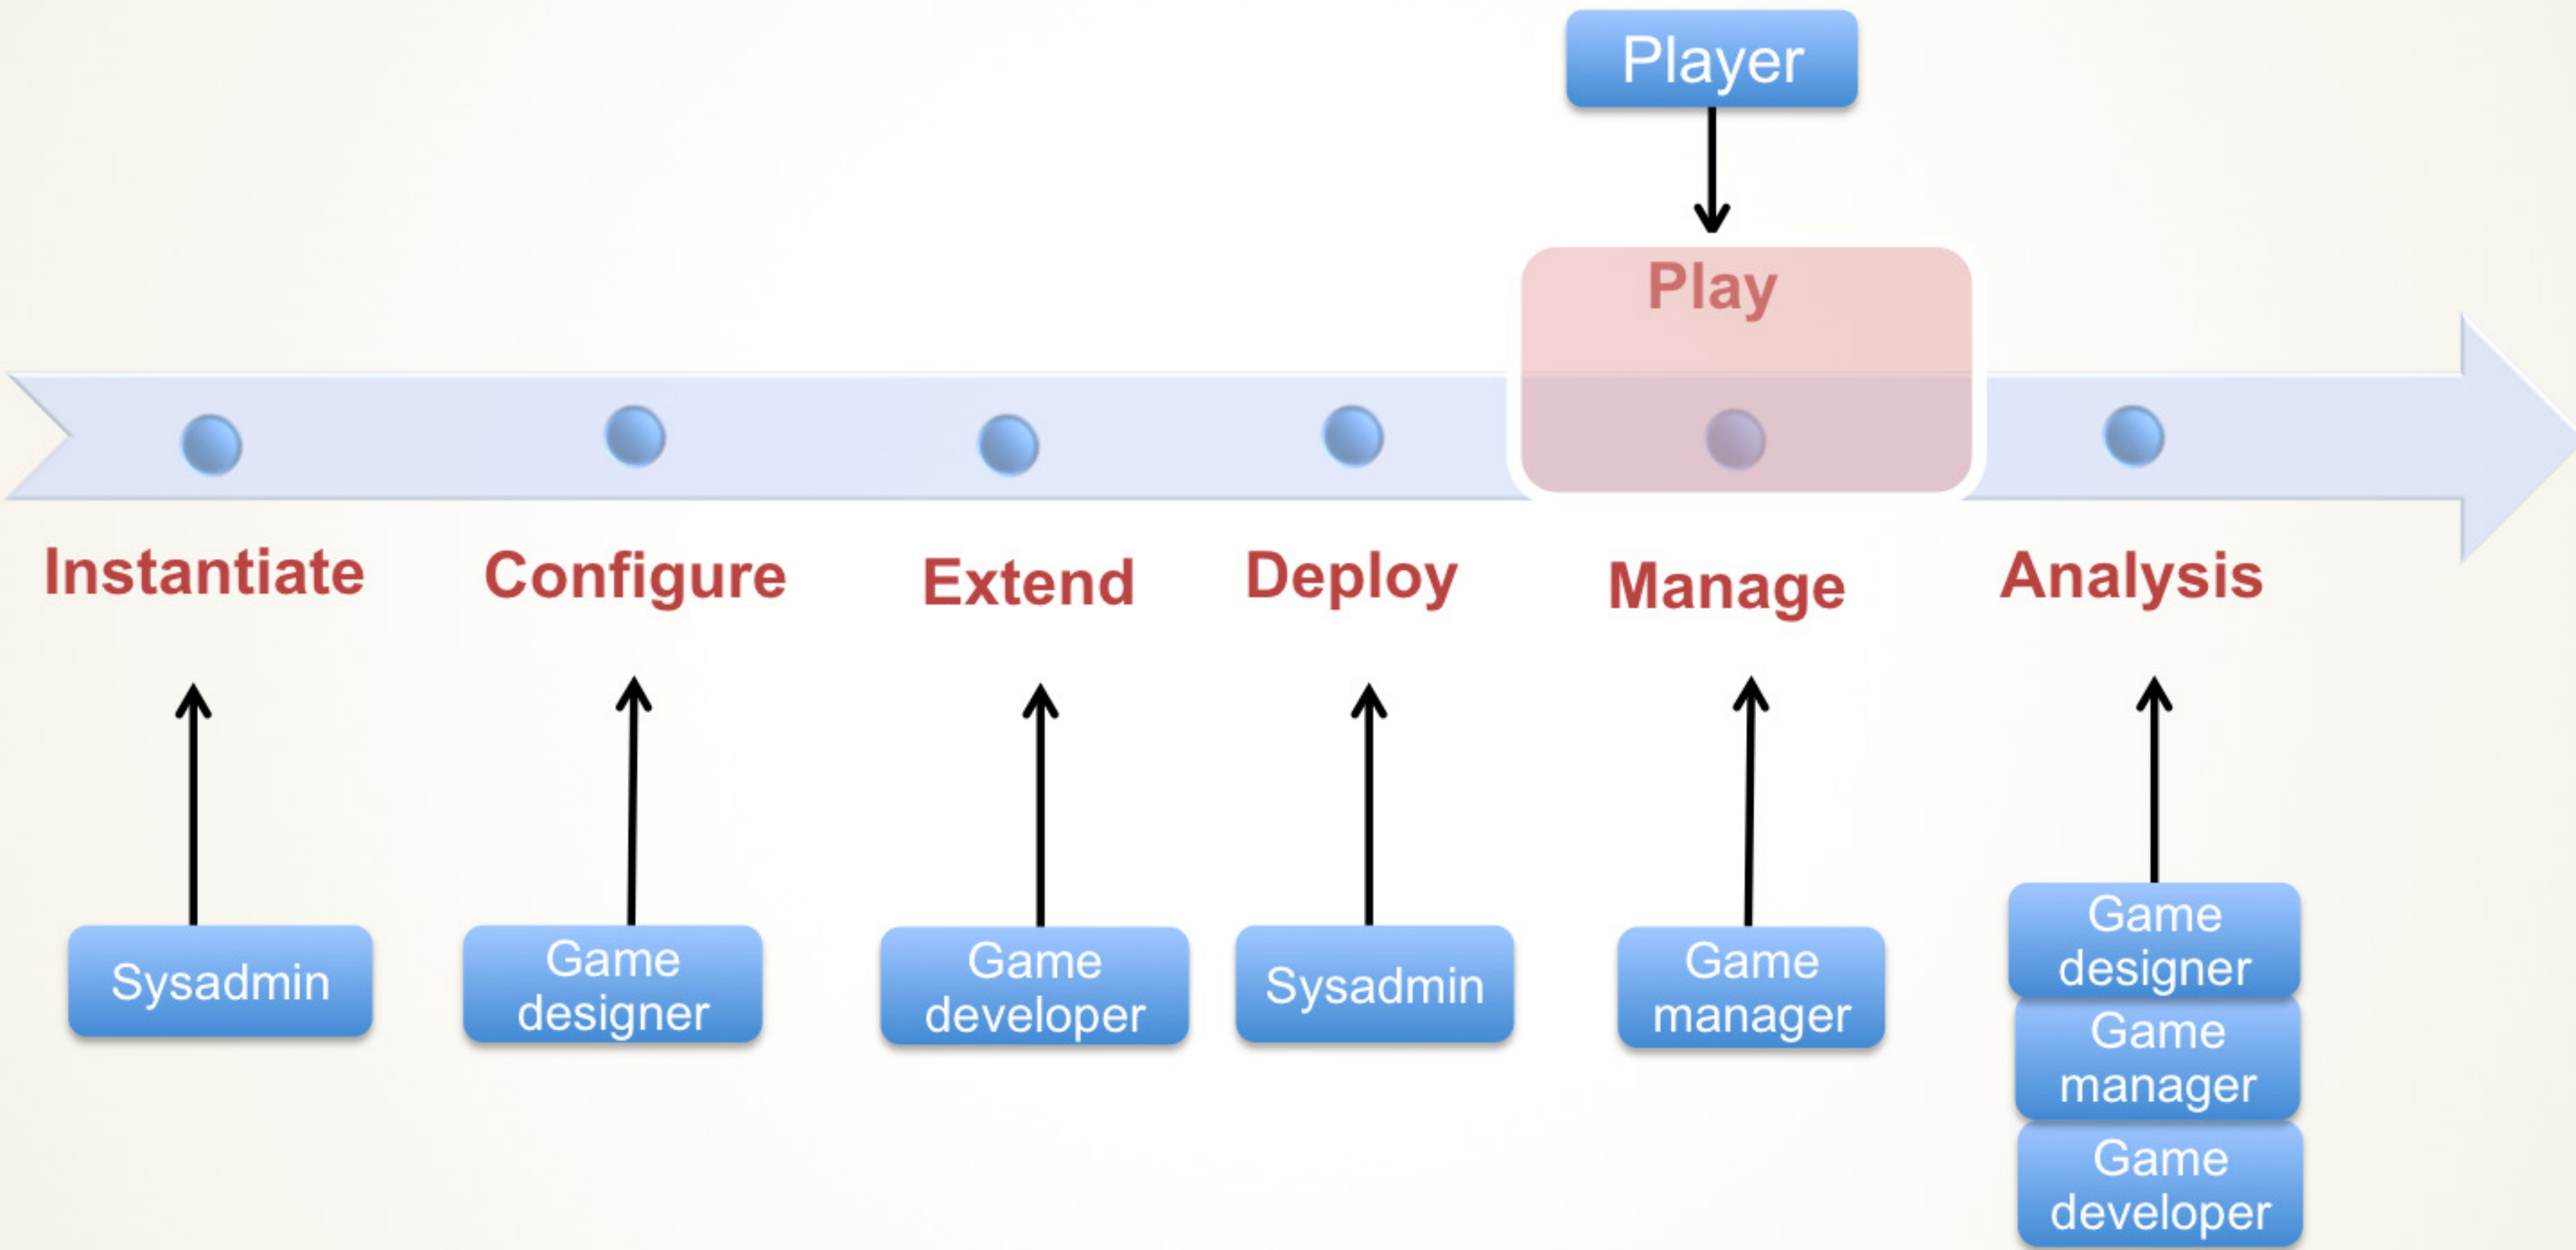 Player
Play
Instantiate
Configure
Extend
Deploy
Manage
Analysis
Sysadmin
Game
designer
Game
developer
Sysadmin
Game
manager
Game
designer
Game
manager
Game
developer